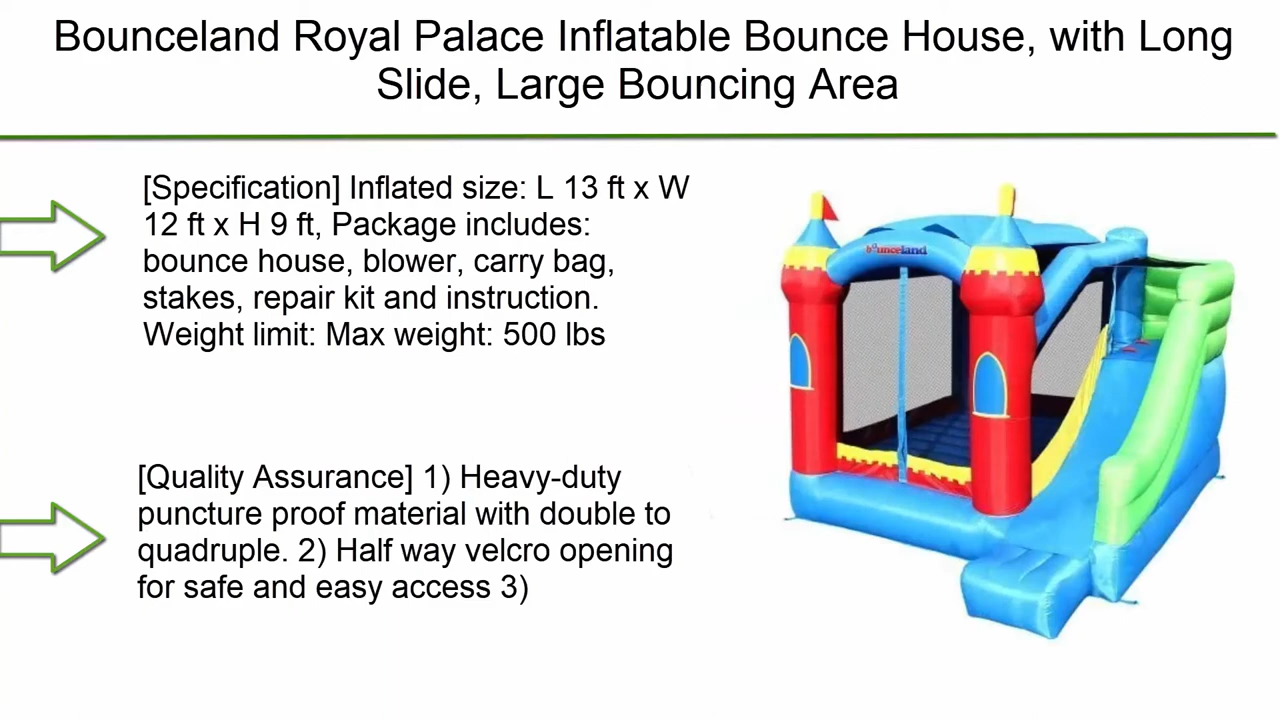 Bounceland Royal Palace Inflatable Bounce House, with Long
Slide, Large Bouncing Area
[Specification] Inflated size: L 13 ft x W
12 ft x H 9 ft, Package includes:
bounce house, blower, carry bag,
stakes, repair kit and instruction.
Weight limit: Max weight: 500 lbs
[Quality Assurance] 1) Heavy-duty
puncture proof material with double to
quadruple. 2) Half way velcro opening
for safe and easy access 3)
bounceland